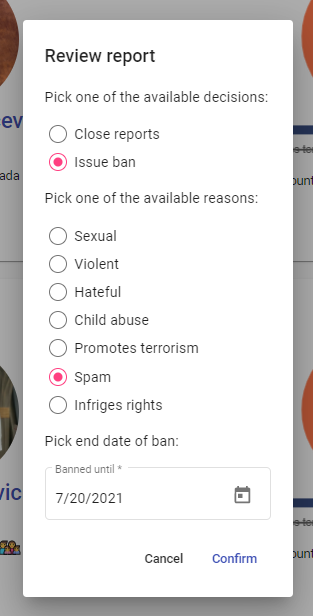 Review report
Pick one of the available decisions:
Close reports
Issue ban
Pick one of the available reasons:
Sexual
Violent
Hateful
Child abuse
Promotes terrorism
Spam
Infriges rights
Pick end date of ban:
Banned until *
7/20/2021
Cancel
Confirm